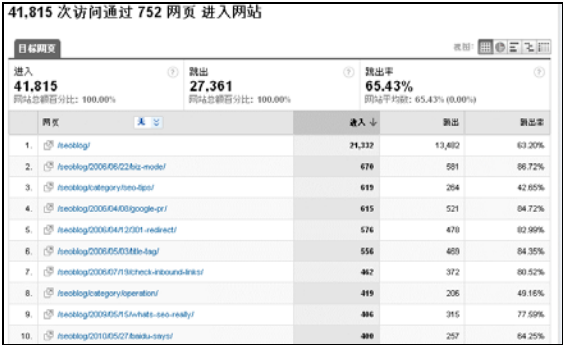 41,815 次访问通过 752 网页 进入网站
目标网页 视图:
进入 跳出 跳出率
41,815 27,361 65.43%
网站总额百分比: 100.00% 网站总额百分比: 100.00% 网站平均数: 65.43% (0.00%)
网页 进入 ↓ 跳出 跳出率
1. /seoblog/ 21,332 13,482 63.20%
2. /seoblog/2006/06/22/biz-mode/ 670 581 86.72%
3. /seoblog/category/seo-tips/ 619 264 42.65%
4. /seoblog/2006/04/08/google-pr/ 615 521 84.72%
5. /seoblog/2006/04/12/301-redirect/ 576 478 82.99%
6. /seoblog/2006/05/03/title-tag/ 556 469 84.35%
7. /seoblog/2006/07/19/check-inbound-links/ 462 372 80.52%
8. /seoblog/category/operation/ 419 206 49.16%
9. /seoblog/2009/05/15/whats-seo-really/ 406 315 77.59%
10. /seoblog/2010/05/27/baidu-says/ 400 257 64.25%